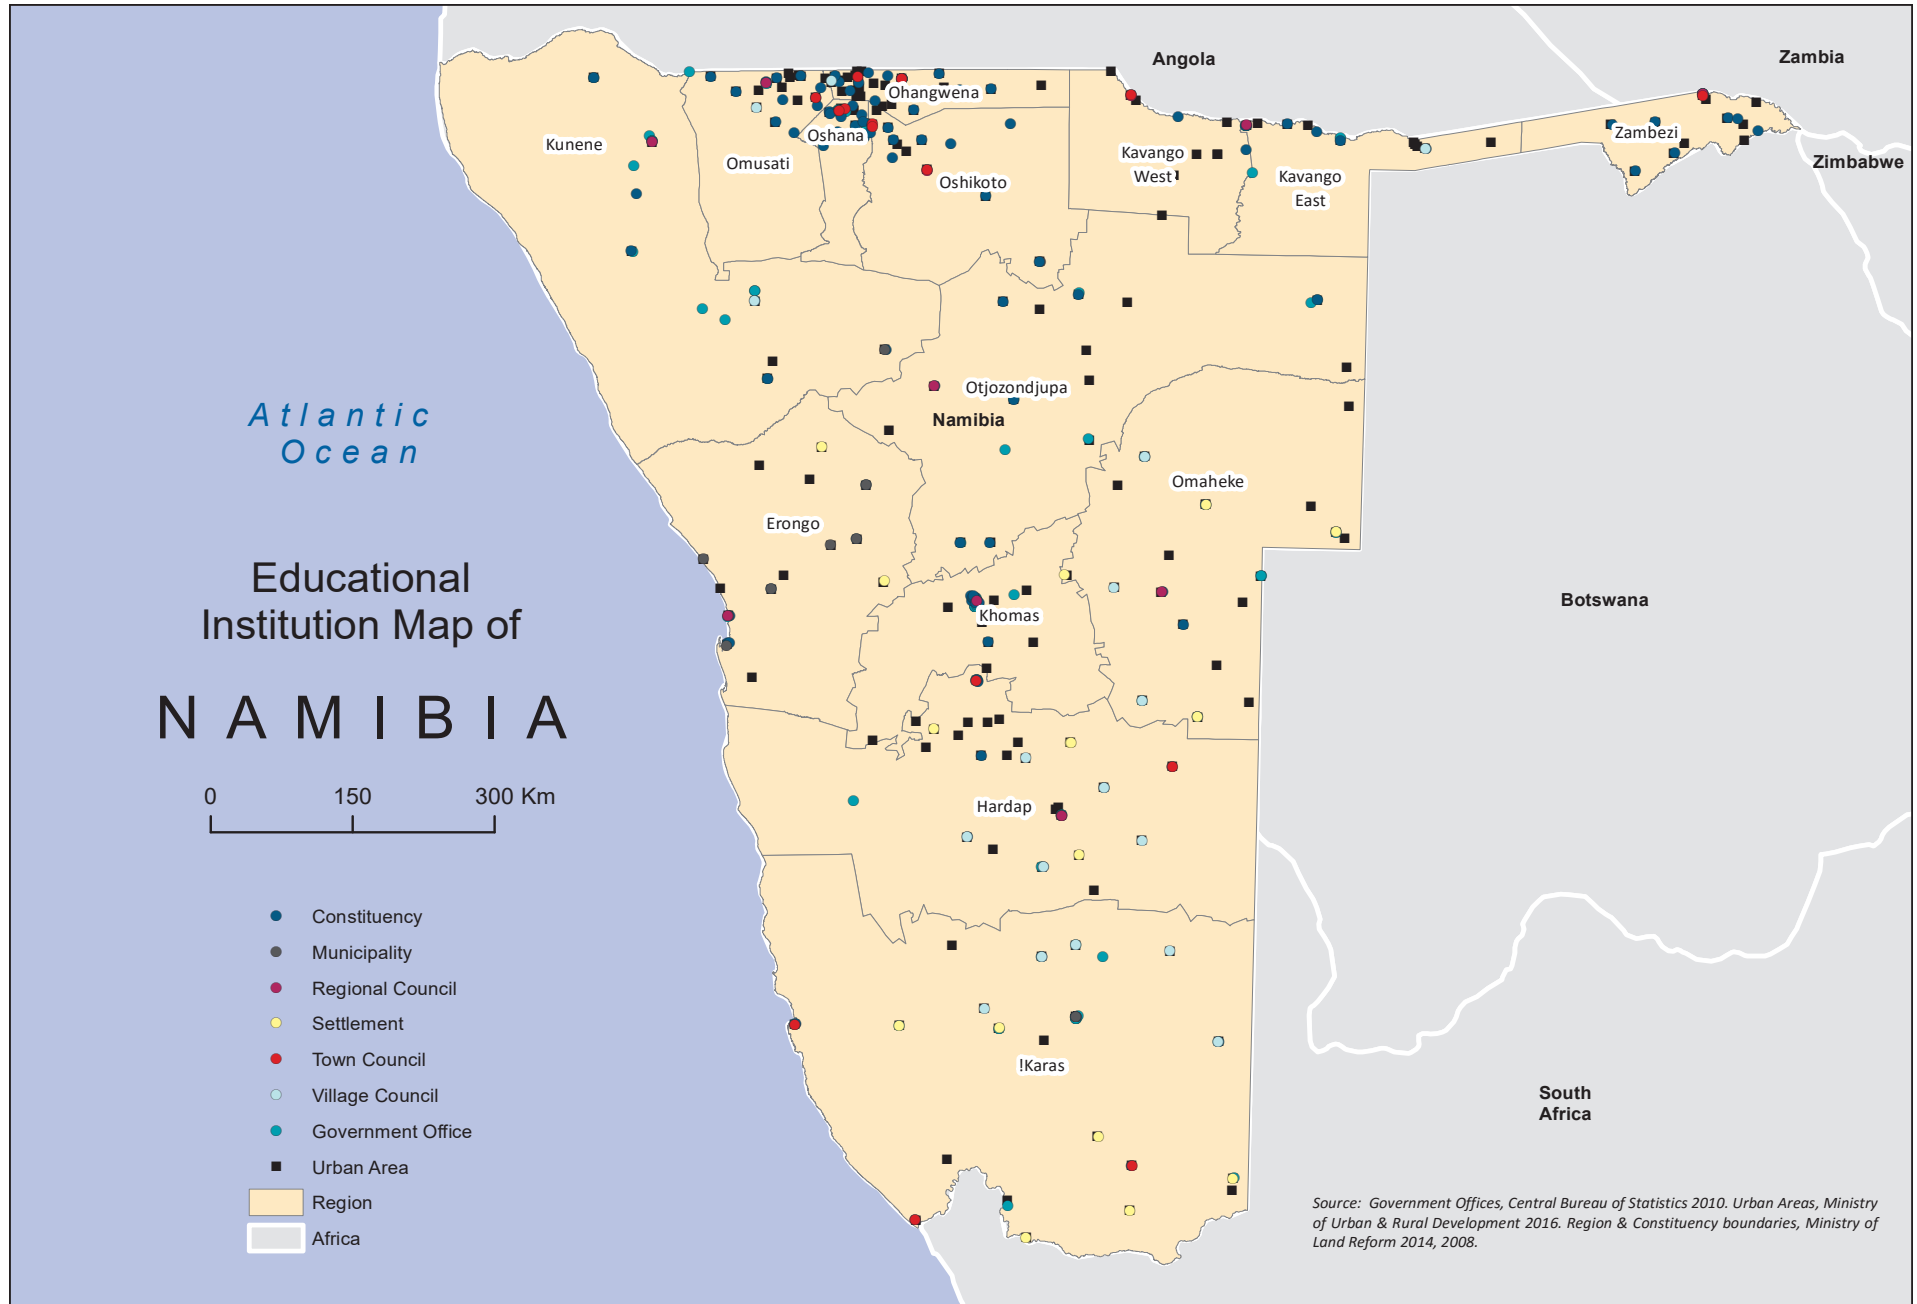 Angola
Zambia
Ohangwena
Zambezi
Kunene
Oshana
Kavango
West
Zimbabwe
Omusati
Oshikoto
Kavango
East
Otjozondjupa
Atlantic
Ocean
Namibia
Omaheke
Erongo
Educational
Institution Map of
NAMIBIA
Khomas
Botswana
0 150 300 Km
Hardap
Constituency
Municipality
Regional Council
Settlement
Town Council
Village Council
Government Office
Urban Area
Region
Africa
!Karas
South
Africa
Source: Government Offices, Central Bureau of Statistics 2010. Urban Areas, Ministry
of Urban & Rural Development 2016. Region & Constituency boundaries, Ministry of
Land Reform 2014, 2008.